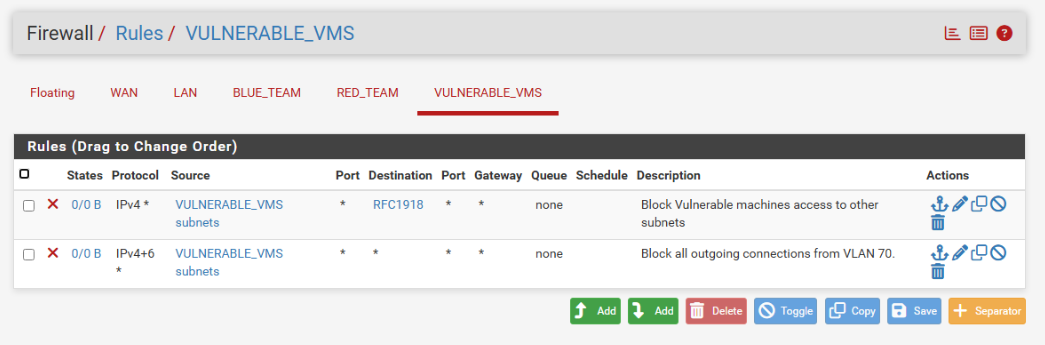 Firewall / Rules / VULNERABLE_VMS
Floating WAN LAN BLUE_TEAM RED_TEAM VULNERABLE_VMS
Rules (Drag to Change Order)
States Protocol Source Port Destination Port Gateway Queue Schedule Description Actions
0/0 B IPv4 * VULNERABLE_VMS * RFC1918 * * none Block Vulnerable machines access to other
subnets subnets
0/0 B IPv4+6 VULNERABLE_VMS * * * * none Block all outgoing connections from VLAN 70.
* subnets
Add Add Delete Toggle Copy Save Separator